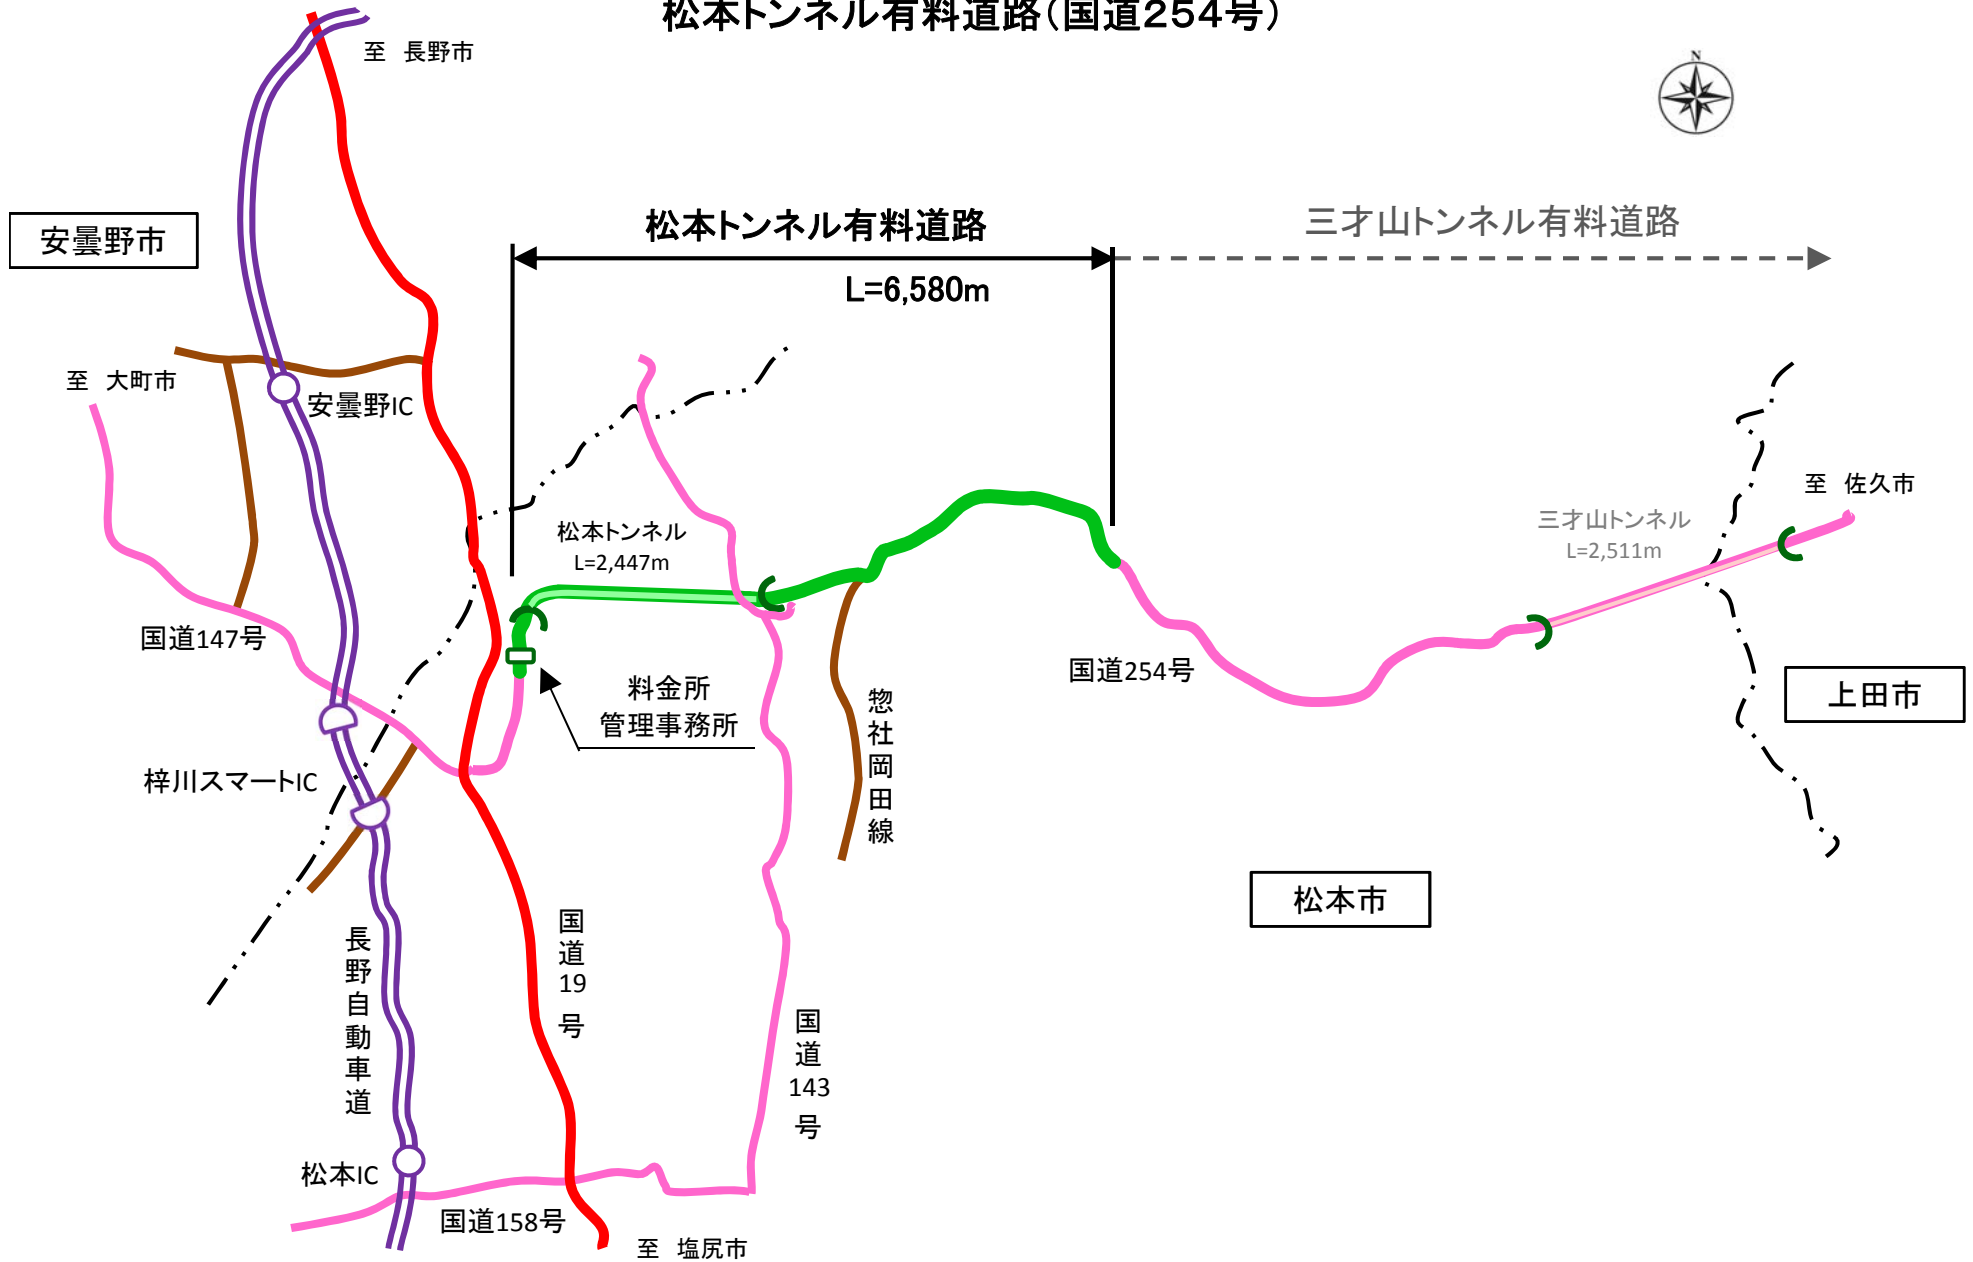 松本トンネル有料道路（国道254号）
至 長野市
N
安曇野市
松本トンネル有料道路
三才山トンネル有料道路
L=6,580m
至 大町市
安曇野IC
至 佐久市
松本トンネル
L=2,447m
三才山トンネル
L=2,511m
国道147号
国道254号
料金所
管理事務所
惣社岡田線
上田市
梓川スマートIC
松本市
長野自動車道
国道19号
国道143号
松本IC
国道158号
至 塩尻市